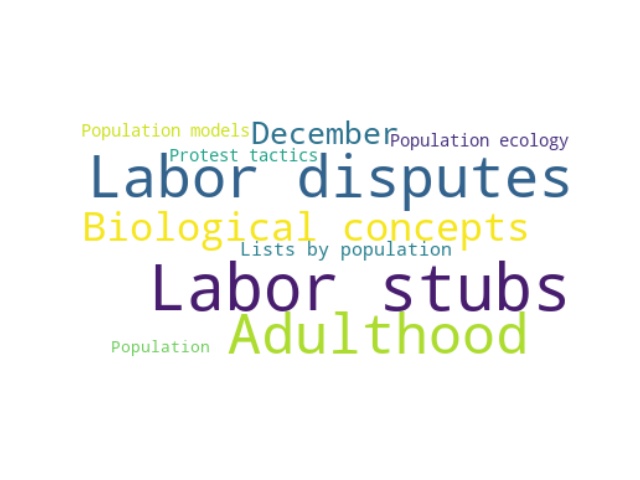 Population models
December
Population ecology
Protest tactics
Labor disputes
Biological concepts
Lists by population
Labor stubs
Adulthood
Population